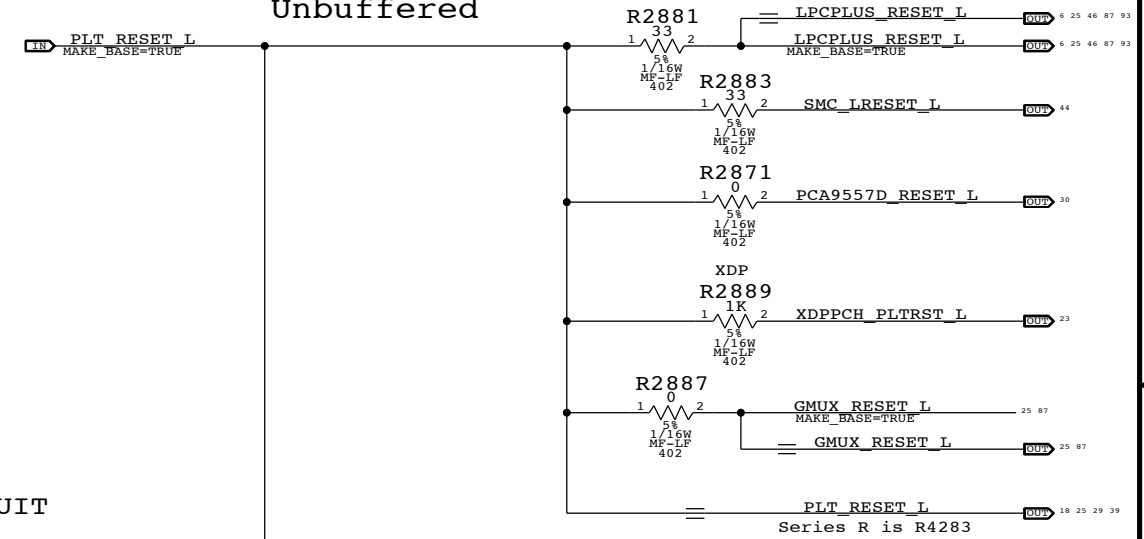 Unbuffered
IN PLT_RESET_L
MAKE_BASE=TRUE
R2881
33
1 2
5%
1/16W
MF-LF
402
LPCPLUS_RESET_L OUT 6 25 46 87 93
LPCPLUS_RESET_L OUT 6 25 46 87 93
MAKE_BASE=TRUE
R2883
33
1 2
5%
1/16W
MF-LF
402
SMC_LRESET_L OUT 44
R2871
0
1 2
5%
1/16W
MF-LF
402
PCA9557D_RESET_L OUT 30
XDP
R2889
1K
1 2
5%
1/16W
MF-LF
402
XDPPCH_PLTRST_L OUT 23
R2887
0
1 2
5%
1/16W
MF-LF
402
GMUX_RESET_L 25 87
MAKE_BASE=TRUE
GMUX_RESET_L OUT 25 87
UIT
PLT_RESET_L OUT 18 25 29 39
Series R is R4283